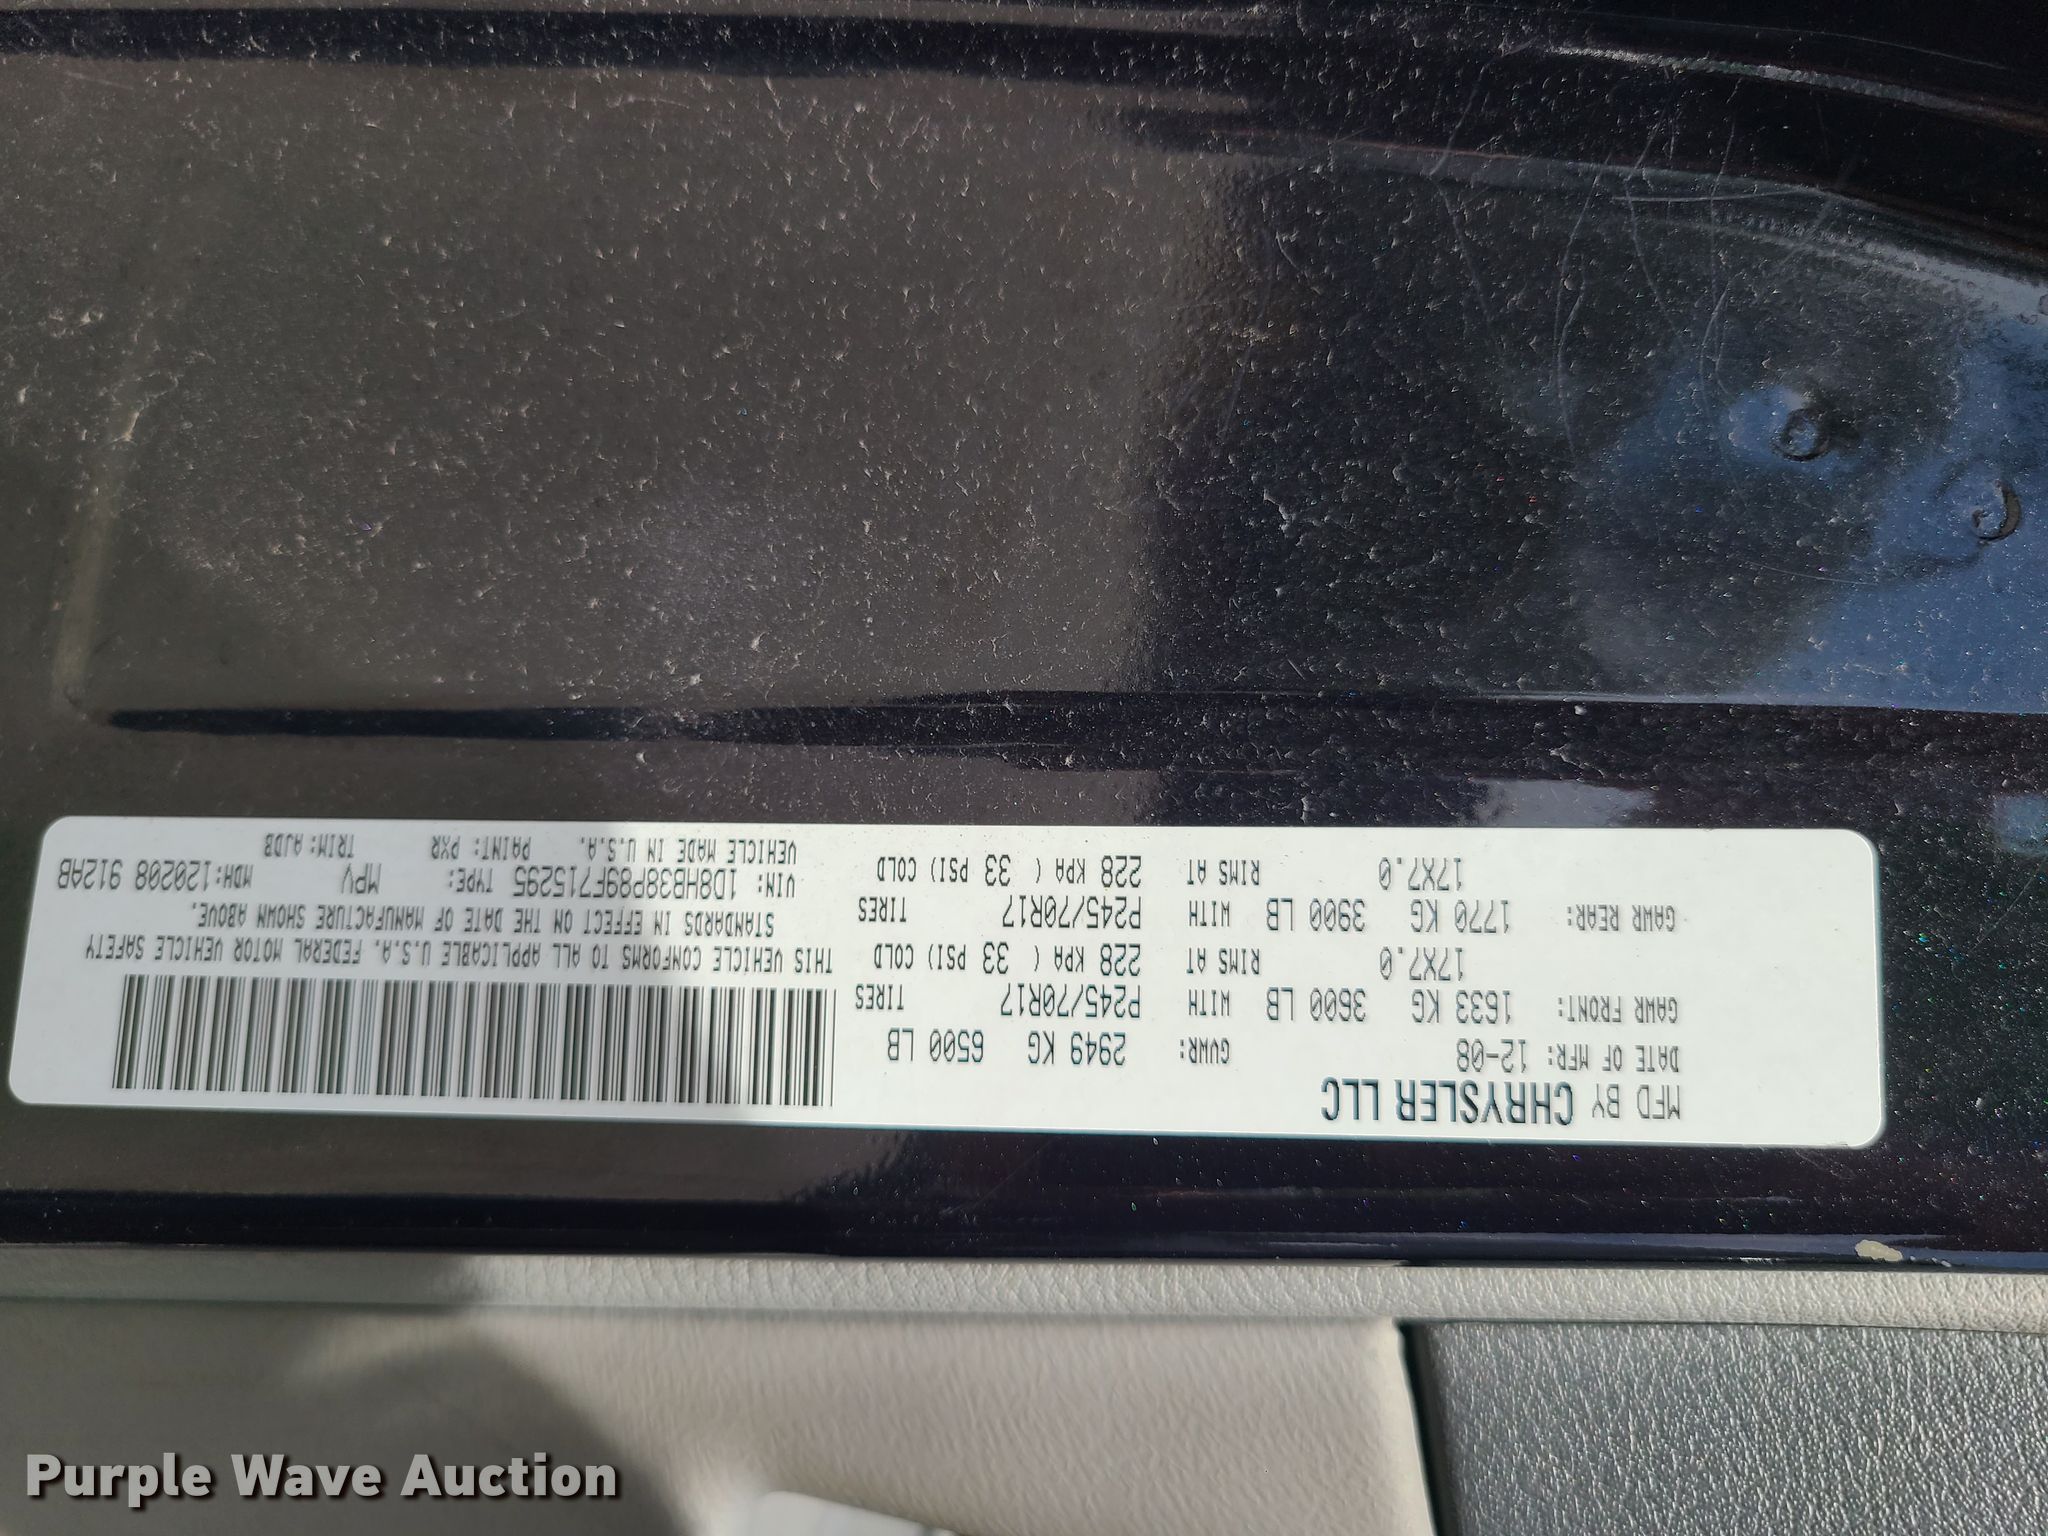 MFD BY CHRYSLER LLC
DATE OF MFR: 12-08 GVWR: 2949 KG 6500 LB
GAWR FRONT: 1633 KG 3600 LB WITH P245/70R17 TIRES
17X7.0 RIMS AT 228 KPA ( 33 PSI) COLD
GAWR REAR: 1770 KG 3900 LB WITH P245/70R17 TIRES
17X7.0 RIMS AT 228 KPA ( 33 PSI) COLD
THIS VEHICLE CONFORMS TO ALL APPLICABLE U.S.A. FEDERAL MOTOR VEHICLE SAFETY
STANDARDS IN EFFECT ON THE DATE OF MANUFACTURE SHOWN ABOVE.
VIN: 1D8HB38P89F715295 TYPE: MPV MDH: 120208 912AB
VEHICLE MADE IN U.S.A. PAINT: PXR TRIM: AJDB
Purple Wave Auction